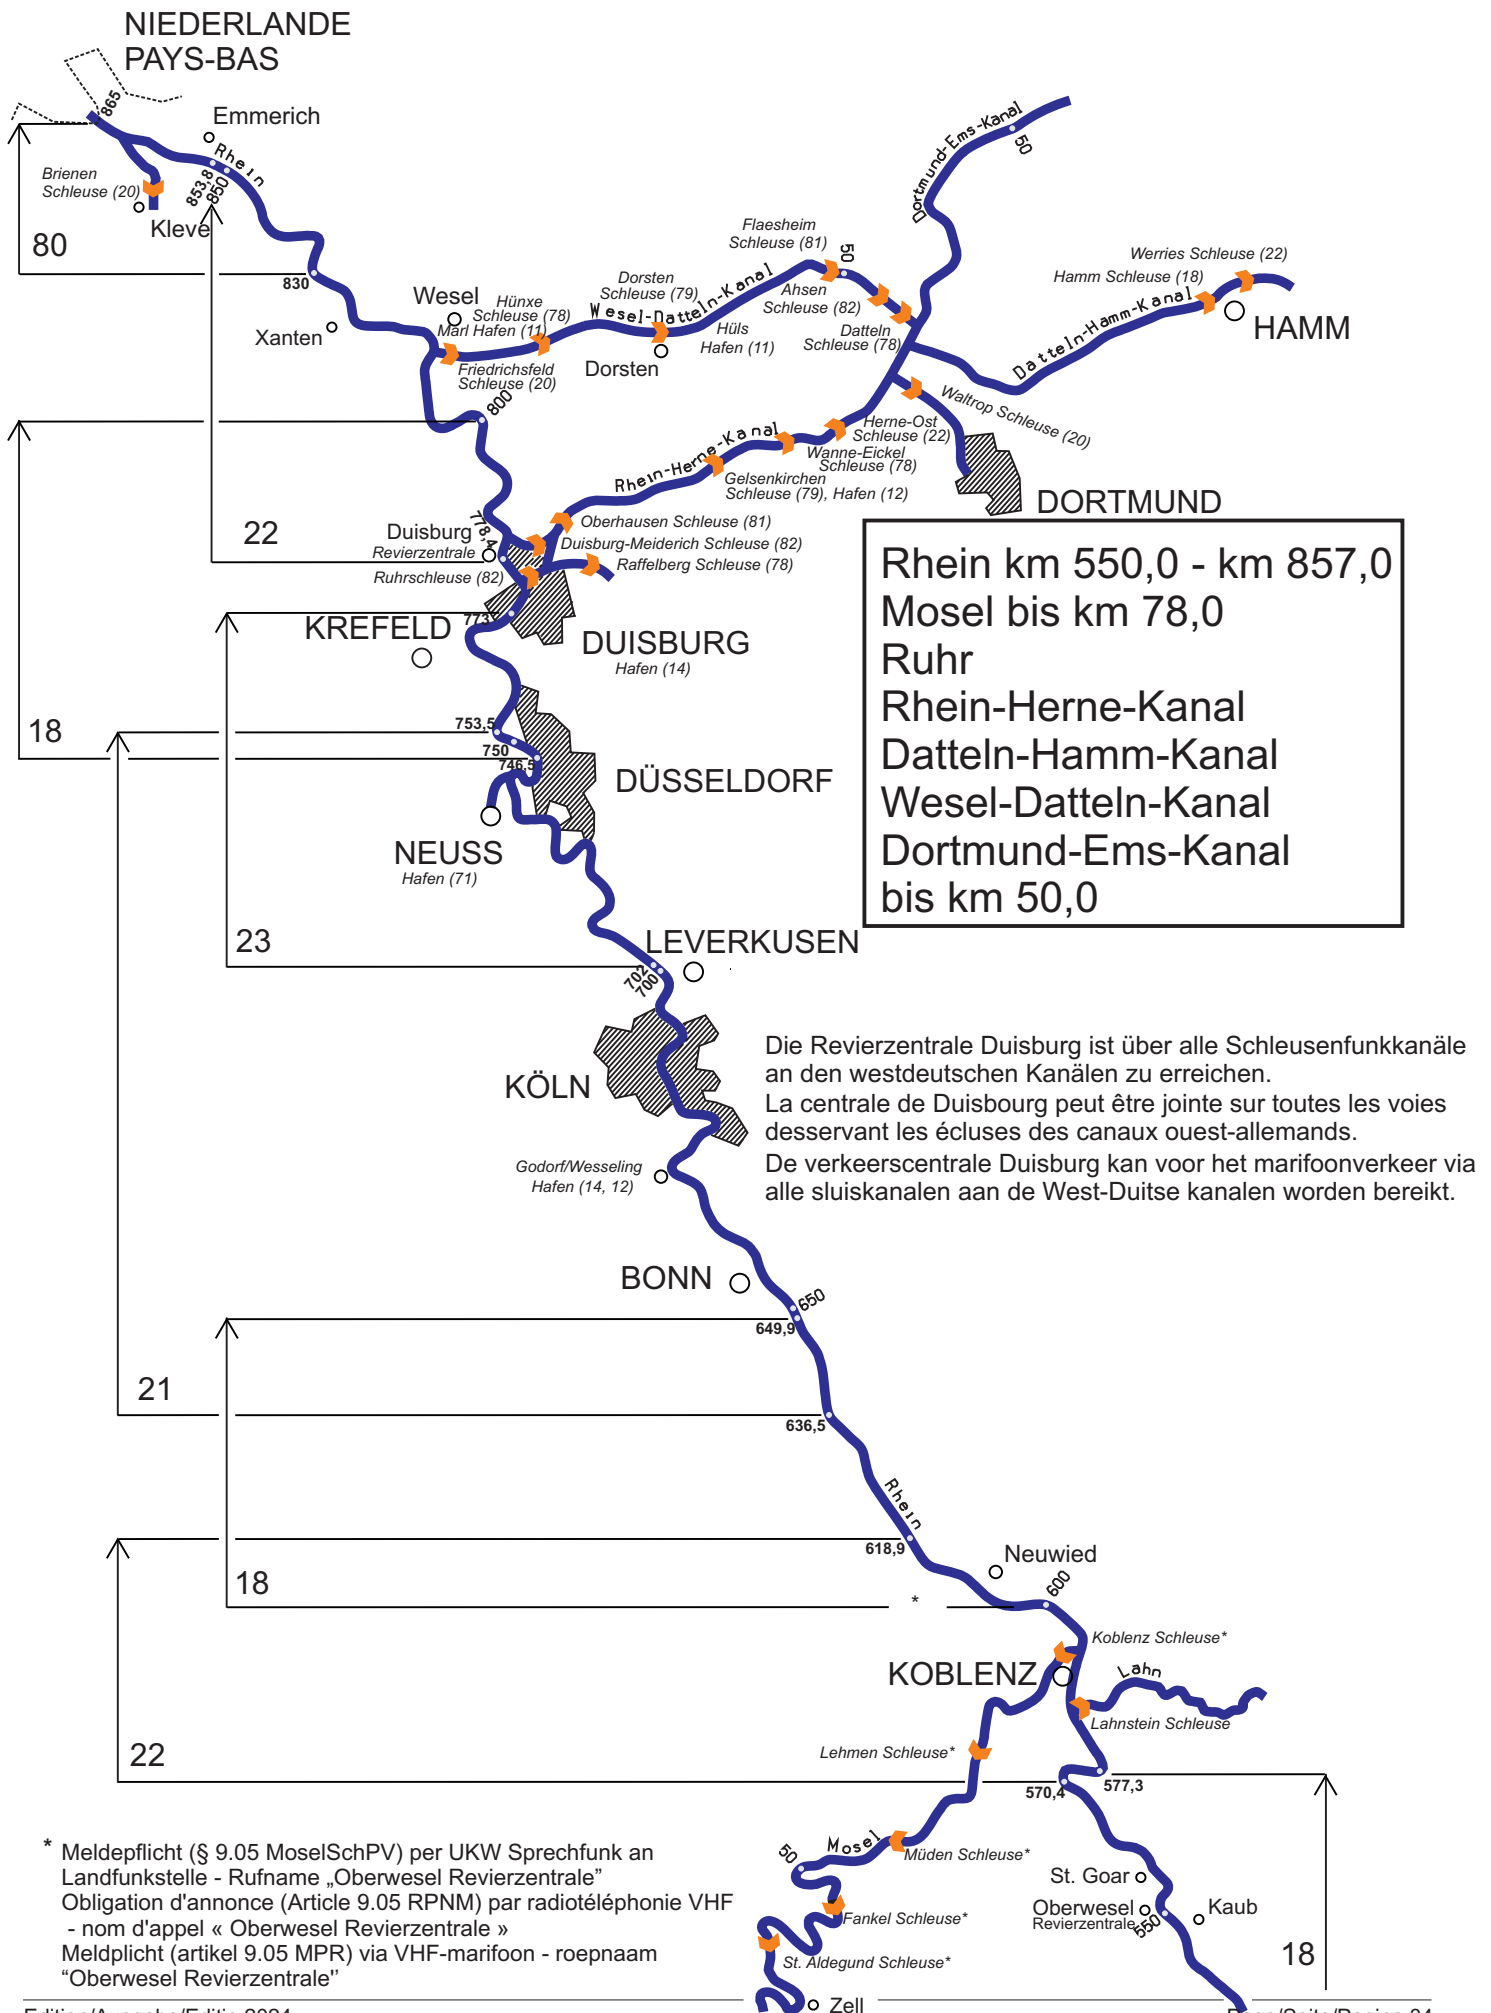 NIEDERLANDE
PAYS-BAS
865
Emmerich
Rhein
Brienen
Schleuse (20)
853,8
850
Kleve
80
830
Dortmund-Ems-Kanal
50
Flaesheim
Schleuse (81)
50
Werries Schleuse (22)
Hamm Schleuse (18)
Datteln-Hamm-Kanal
HAMM
Dorsten
Schleuse (79)
Wesel-Datteln-Kanal
Ahsen
Schleuse (82)
Wesel
Hünxe
Schleuse (78)
Marl Hafen (11)
Xanten
Hüls
Hafen (11)
Datteln
Schleuse (78)
Friedrichsfeld
Schleuse (20)
Dorsten
800
Waltrop Schleuse (20)
Herne-Ost
Schleuse (22)
Wanne-Eickel
Schleuse (78)
Rhein-Herne-Kanal
Gelsenkirchen
Schleuse (79), Hafen (12)
DORTMUND
22
778,4
Duisburg
Revierzentrale
Oberhausen Schleuse (81)
Duisburg-Meiderich Schleuse (82)
Raffelberg Schleuse (78)
Ruhrschleuse (82)
773
KREFELD
DUISBURG
Hafen (14)
Rhein km 550,0 - km 857,0
Mosel bis km 78,0
Ruhr
Rhein-Herne-Kanal
Datteln-Hamm-Kanal
Wesel-Datteln-Kanal
Dortmund-Ems-Kanal
bis km 50,0
18
753,5
750
746,5
DÜSSELDORF
NEUSS
Hafen (71)
23
LEVERKUSEN
702
700
KÖLN
Die Revierzentrale Duisburg ist über alle Schleusenfunkkanäle
an den westdeutschen Kanälen zu erreichen.
La centrale de Duisbourg peut être jointe sur toutes les voies
desservant les écluses des canaux ouest-allemands.
De verkeerscentrale Duisburg kan voor het marifoonverkeer via
alle sluiskanalen aan de West-Duitse kanalen worden bereikt.
Godorf/Wesseling
Hafen (14, 12)
BONN
650
649,9
21
636,5
Rhein
618,9
Neuwied
18
*
600
Koblenz Schleuse*
KOBLENZ
Lahn
Lahnstein Schleuse
Lehmen Schleuse*
22
570,4
577,3
Mosel
50
Müden Schleuse*
St. Goar
Oberwesel
Revierzentrale
550
Kaub
Fankel Schleuse*
St. Aldegund Schleuse*
18
Zell
* Meldepflicht (§ 9.05 MoselSchPV) per UKW Sprechfunk an
Landfunkstelle - Rufname „Oberwesel Revierzentrale”
Obligation d'annonce (Article 9.05 RPNM) par radiotéléphonie VHF
- nom d'appel « Oberwesel Revierzentrale »
Meldplicht (artikel 9.05 MPR) via VHF-marifoon - roepnaam
“Oberwesel Revierzentrale''
Edition/Ausgabe/Editie 2024
Page/Seite/Pagina 34